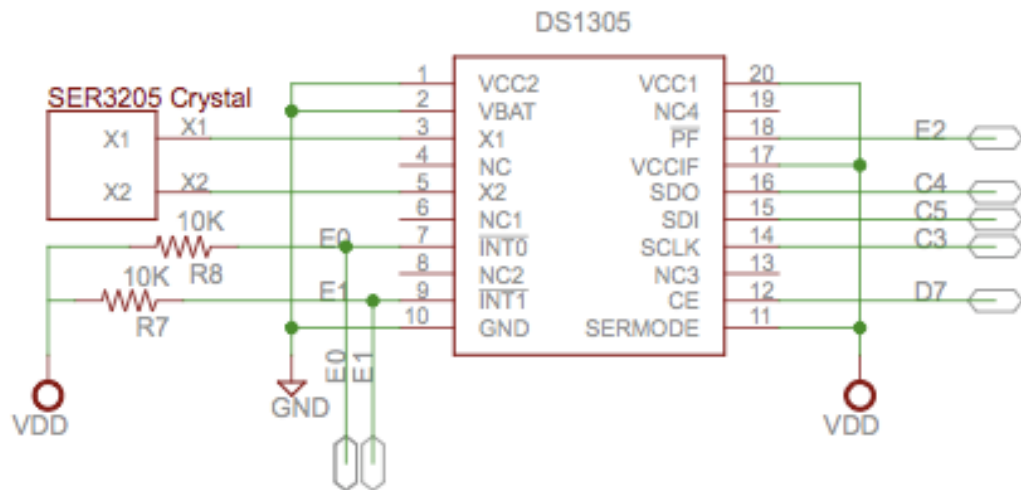 DS1305
SER3205 Crystal
X1 X1
X2 X2
10K
R8
10K
R7
E0
E1
1 VCC2 VCC1 20
2 VBAT NC4 19
3 X1 PF 18 E2
4 NC VCCIF 17
5 X2 SDO 16 C4
6 NC1 SDI 15 C5
7 INT0 SCLK 14 C3
8 NC2 NC3 13
9 INT1 CE 12 D7
10 GND SERMODE 11
E0
E1
VDD
GND
VDD